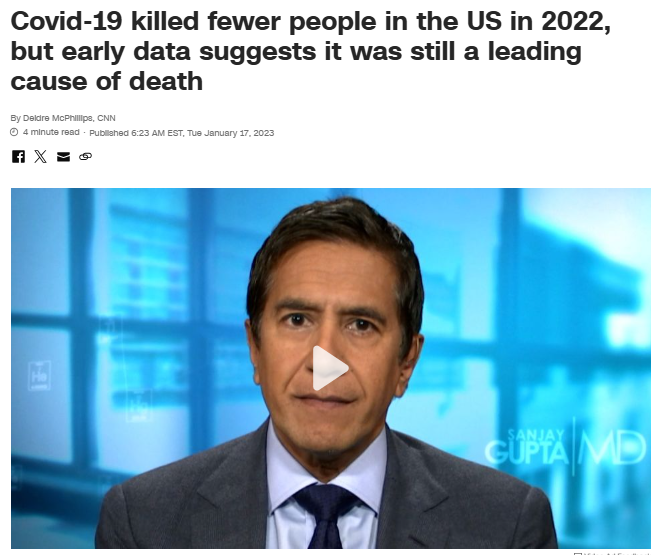 Covid-19 killed fewer people in the US in 2022,
but early data suggests it was still a leading
cause of death
By Deidre McPhillips, CNN
4 minute read · Published 6:23 AM EST, Tue January 17, 2023
He
SANJAY
GUPTA MD